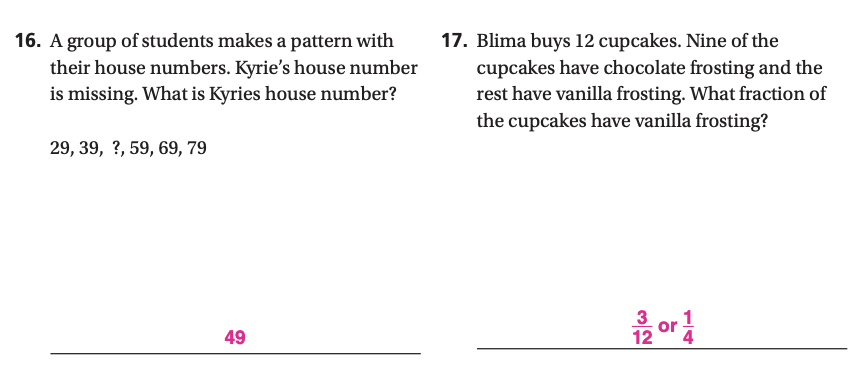 16. A group of students makes a pattern with
their house numbers. Kyrie’s house number
is missing. What is Kyries house number?
29, 39, ?, 59, 69, 79
49
17. Blima buys 12 cupcakes. Nine of the
cupcakes have chocolate frosting and the
rest have vanilla frosting. What fraction of
the cupcakes have vanilla frosting?
3/12 or 1/4